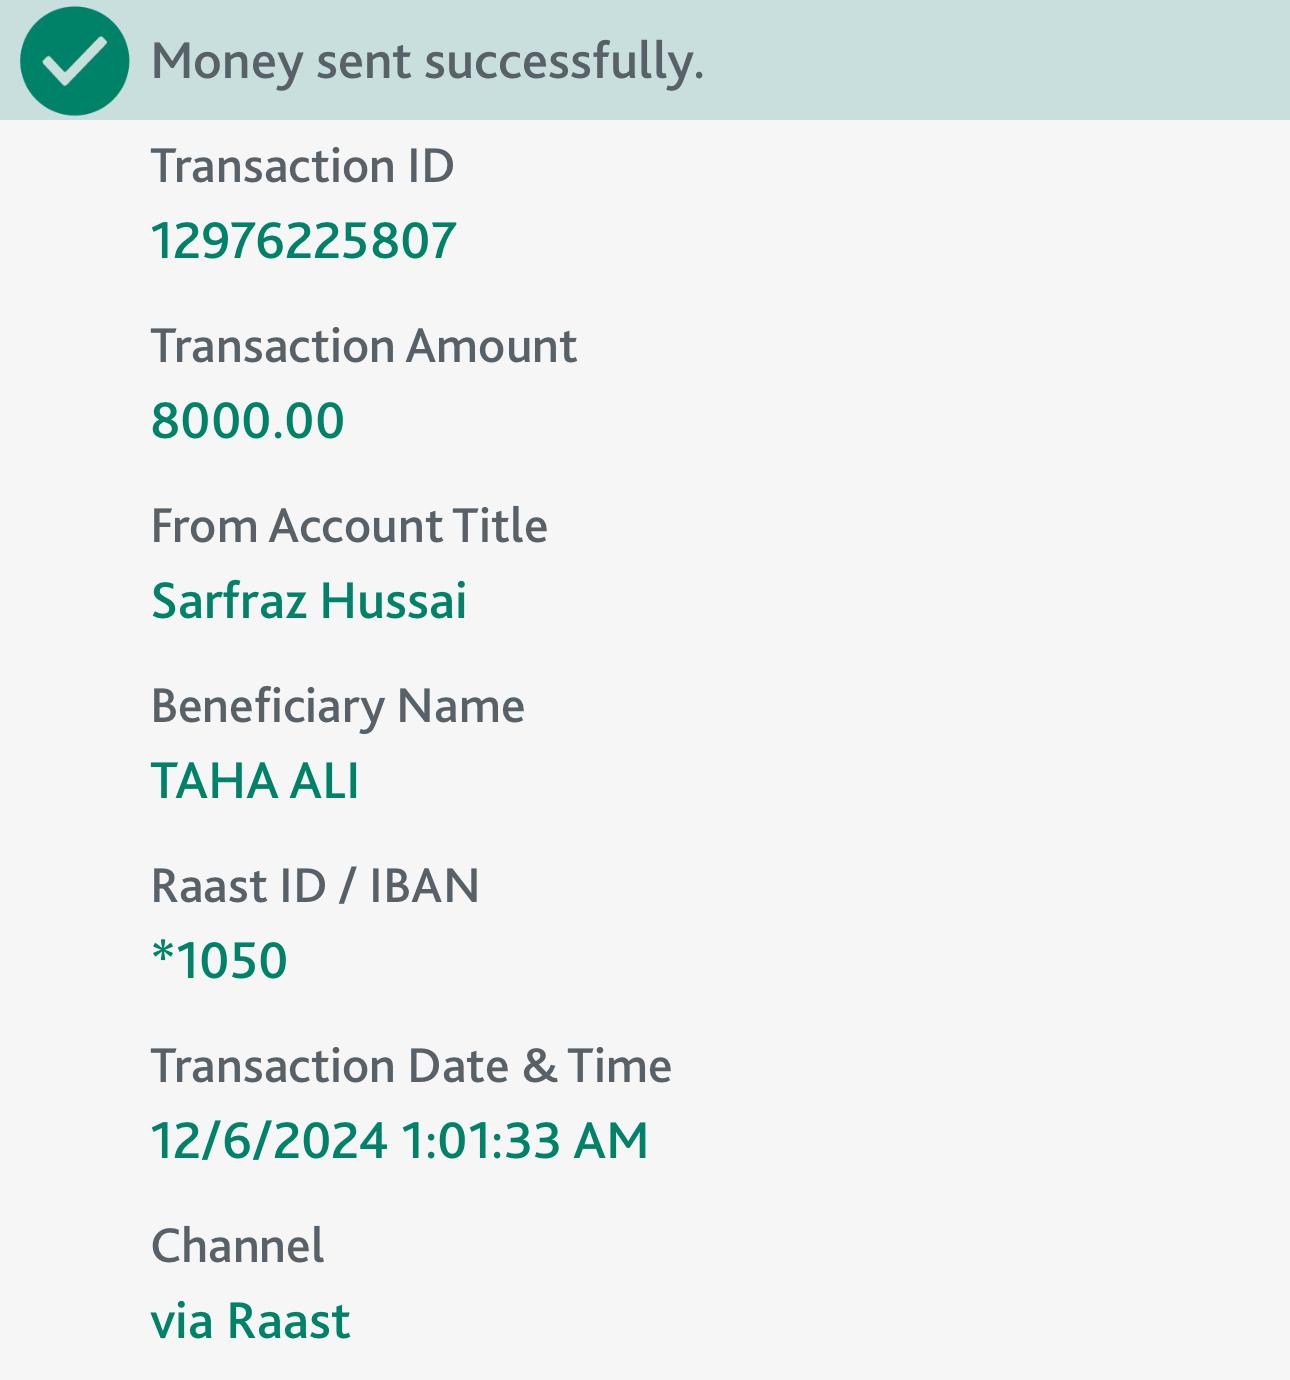 Money sent successfully.
Transaction ID
12976225807
Transaction Amount
8000.00
From Account Title
Sarfraz Hussai
Beneficiary Name
TAHA ALI
Raast ID / IBAN
*1050
Transaction Date & Time
12/6/2024 1:01:33 AM
Channel
via Raast